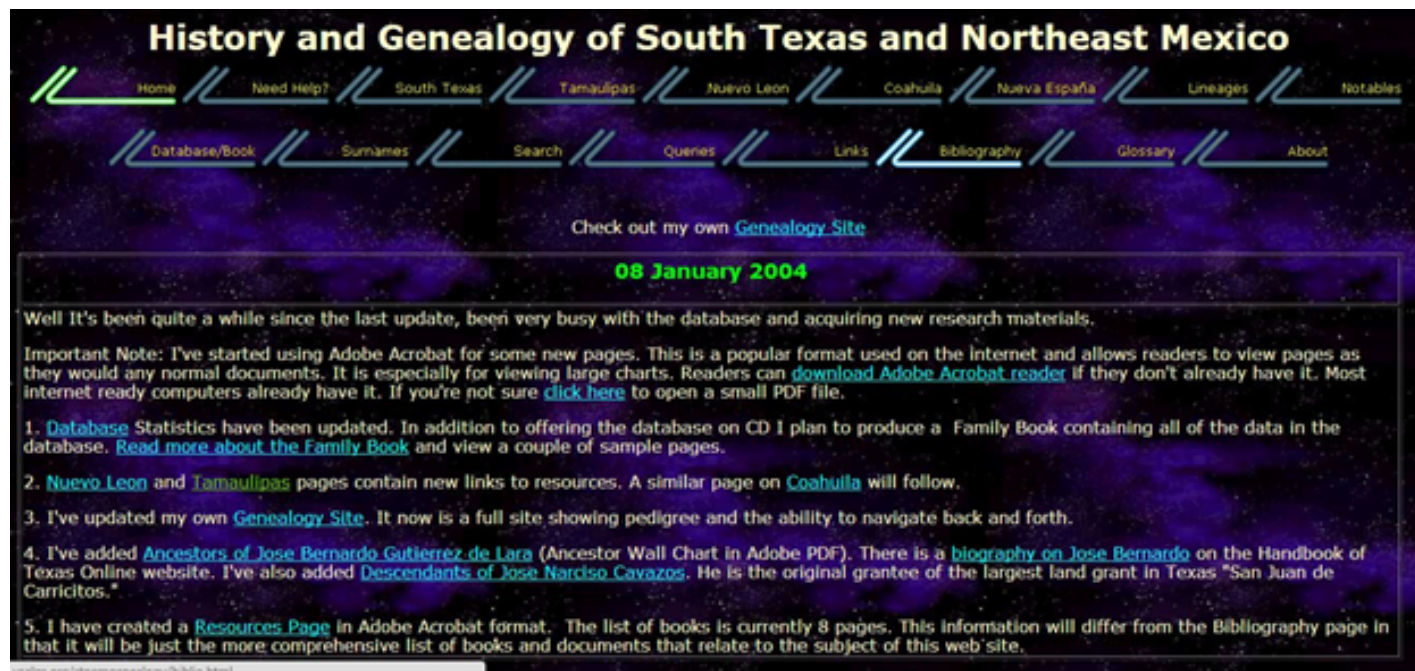 History and Genealogy of South Texas and Northeast Mexico
Home Need Help? South Texas Tamaulipas Nuevo Leon Coahuila Nueva España Lineages Notables
Database/Book Surnames Search Queries Links Bibliography Glossary About
Check out my own Genealogy Site
08 January 2004
Well It's been quite a while since the last update, been very busy with the database and acquiring new research materials.
Important Note: I've started using Adobe Acrobat for some new pages. This is a popular format used on the internet and allows readers to view pages as
they would any normal documents. It is especially for viewing large charts. Readers can download Adobe Acrobat reader if they don't already have it. Most
internet ready computers already have it. If you're not sure click here to open a small PDF file.
1. Database Statistics have been updated. In addition to offering the database on CD I plan to produce a Family Book containing all of the data in the
database. Read more about the Family Book and view a couple of sample pages.
2. Nuevo Leon and Tamaulipas pages contain new links to resources. A similar page on Coahuila will follow.
3. I've updated my own Genealogy Site. It now is a full site showing pedigree and the ability to navigate back and forth.
4. I've added Ancestors of Jose Bernardo Gutierrez de Lara (Ancestor Wall Chart in Adobe PDF). There is a biography on Jose Bernardo on the Handbook of
Texas Online website. I've also added Descendants of Jose Narciso Cavazos. He is the original grantee of the largest land grant in Texas "San Juan de
Carricitos."
5. I have created a Resources Page in Adobe Acrobat format. The list of books is currently 8 pages. This information will differ from the Bibliography page in
that it will be just the more comprehensive list of books and documents that relate to the subject of this web site.